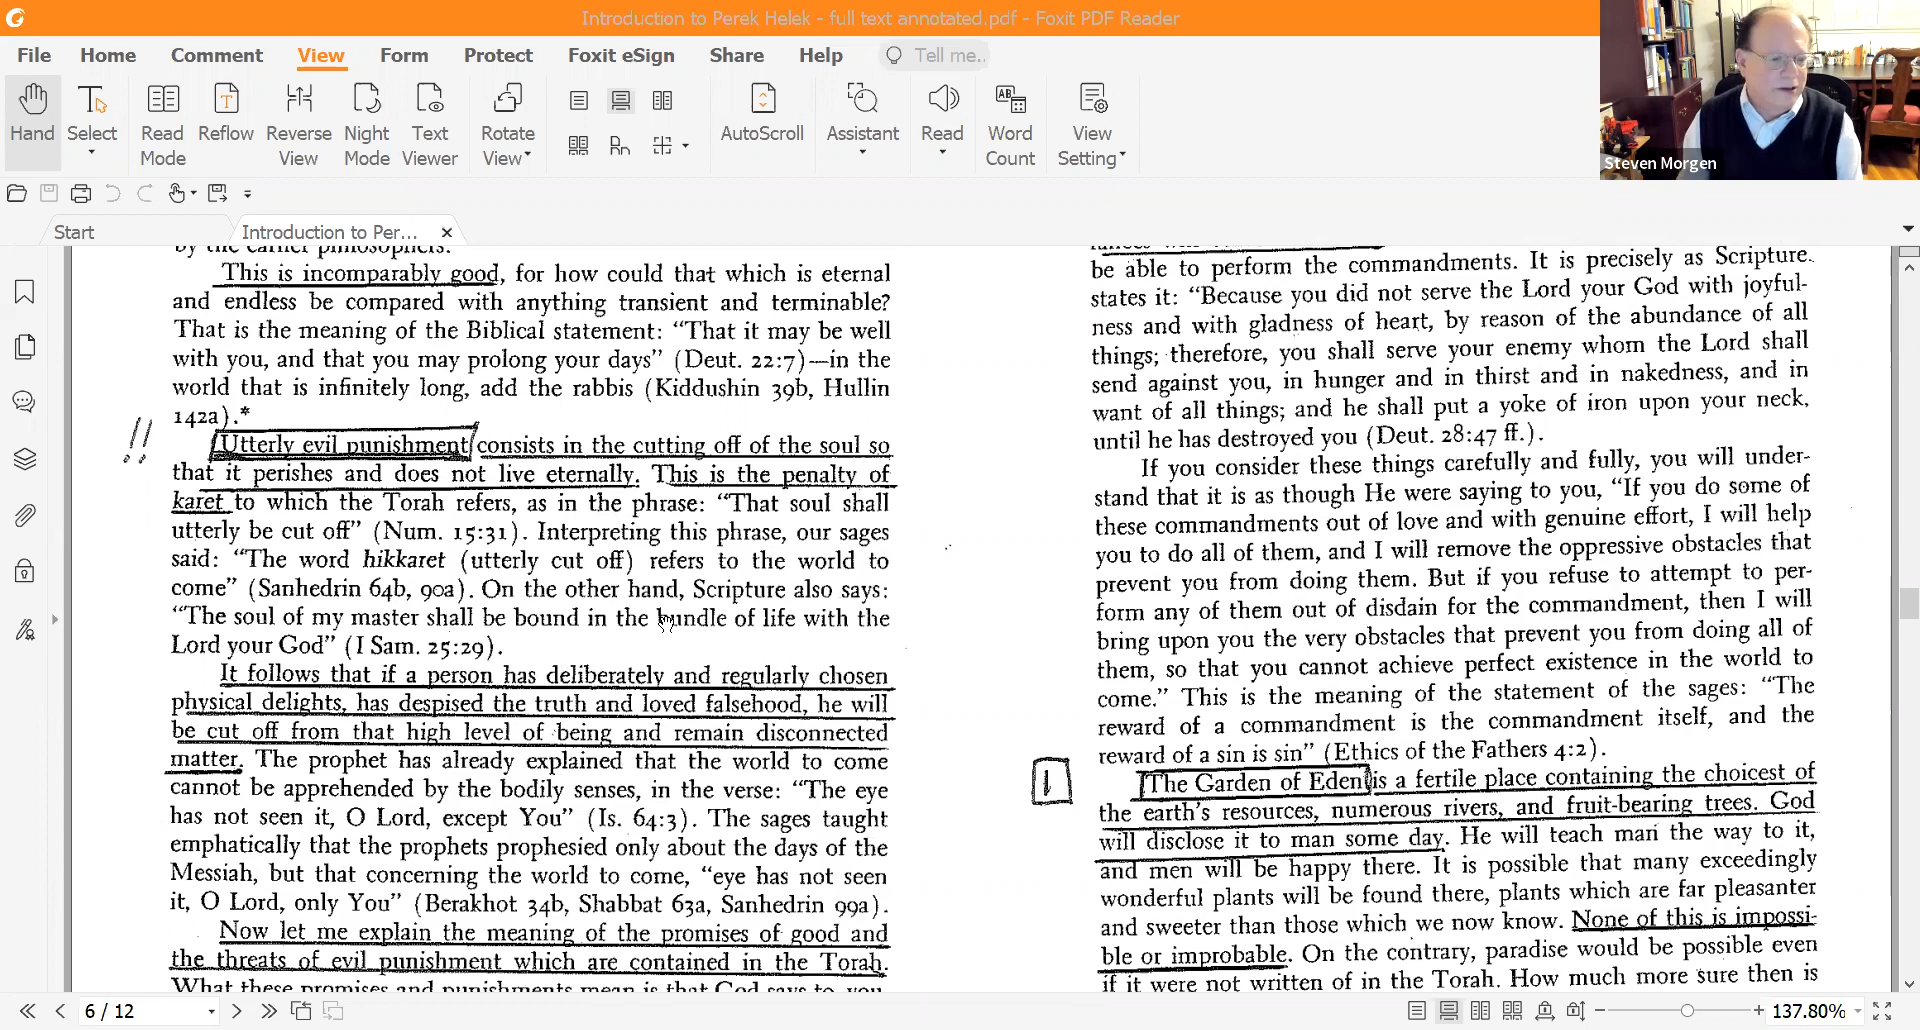 Introduction to Perek Helek - full text annotated.pdf - Foxit PDF Reader
File Home Comment View Form Protect Foxit eSign Share Help Tell me..
Hand Select Read Mode Reflow Reverse View Night Mode Text Viewer Rotate View AutoScroll Assistant Read Word Count View Setting
Steven Morgen
Start Introduction to Per...
by the earlier philosophers.
This is incomparably good, for how could that which is eternal
and endless be compared with anything transient and terminable?
That is the meaning of the Biblical statement: “That it may be well
with you, and that you may prolong your days” (Deut. 22:7)—in the
world that is infinitely long, add the rabbis (Kiddushin 39b, Hullin
142a).*
!! Utterly evil punishment consists in the cutting off of the soul so
that it perishes and does not live eternally. This is the penalty of
karet to which the Torah refers, as in the phrase: “That soul shall
utterly be cut off” (Num. 15:31). Interpreting this phrase, our sages
said: “The word hikkaret (utterly cut off) refers to the world to
come” (Sanhedrin 64b, 90a). On the other hand, Scripture also says:
“The soul of my master shall be bound in the bundle of life with the
Lord your God” (I Sam. 25:29).
It follows that if a person has deliberately and regularly chosen
physical delights, has despised the truth and loved falsehood, he will
be cut off from that high level of being and remain disconnected
matter. The prophet has already explained that the world to come
cannot be apprehended by the bodily senses, in the verse: “The eye
has not seen it, O Lord, except You” (Is. 64:3). The sages taught
emphatically that the prophets prophesied only about the days of the
Messiah, but that concerning the world to come, “eye has not seen
it, O Lord, only You” (Berakhot 34b, Shabbat 63a, Sanhedrin 99a).
Now let me explain the meaning of the promises of good and
the threats of evil punishment which are contained in the Torah.
What these promises and punishments mean is that God says to you,
be able to perform the commandments. It is precisely as Scripture
states it: “Because you did not serve the Lord your God with joyful-
ness and with gladness of heart, by reason of the abundance of all
things; therefore, you shall serve your enemy whom the Lord shall
send against you, in hunger and in thirst and in nakedness, and in
want of all things; and he shall put a yoke of iron upon your neck,
until he has destroyed you (Deut. 28:47 ff.).
If you consider these things carefully and fully, you will under-
stand that it is as though He were saying to you, “If you do some of
these commandments out of love and with genuine effort, I will help
you to do all of them, and I will remove the oppressive obstacles that
prevent you from doing them. But if you refuse to attempt to per-
form any of them out of disdain for the commandment, then I will
bring upon you the very obstacles that prevent you from doing all of
them, so that you cannot achieve perfect existence in the world to
come.” This is the meaning of the statement of the sages: “The
reward of a commandment is the commandment itself, and the
reward of a sin is sin” (Ethics of the Fathers 4:2).
1 The Garden of Eden is a fertile place containing the choicest of
the earth's resources, numerous rivers, and fruit-bearing trees. God
will disclose it to man some day. He will teach man the way to it,
and men will be happy there. It is possible that many exceedingly
wonderful plants will be found there, plants which are far pleasanter
and sweeter than those which we now know. None of this is impossi-
ble or improbable. On the contrary, paradise would be possible even
if it were not written of in the Torah. How much more sure then is
6 / 12 137.80%